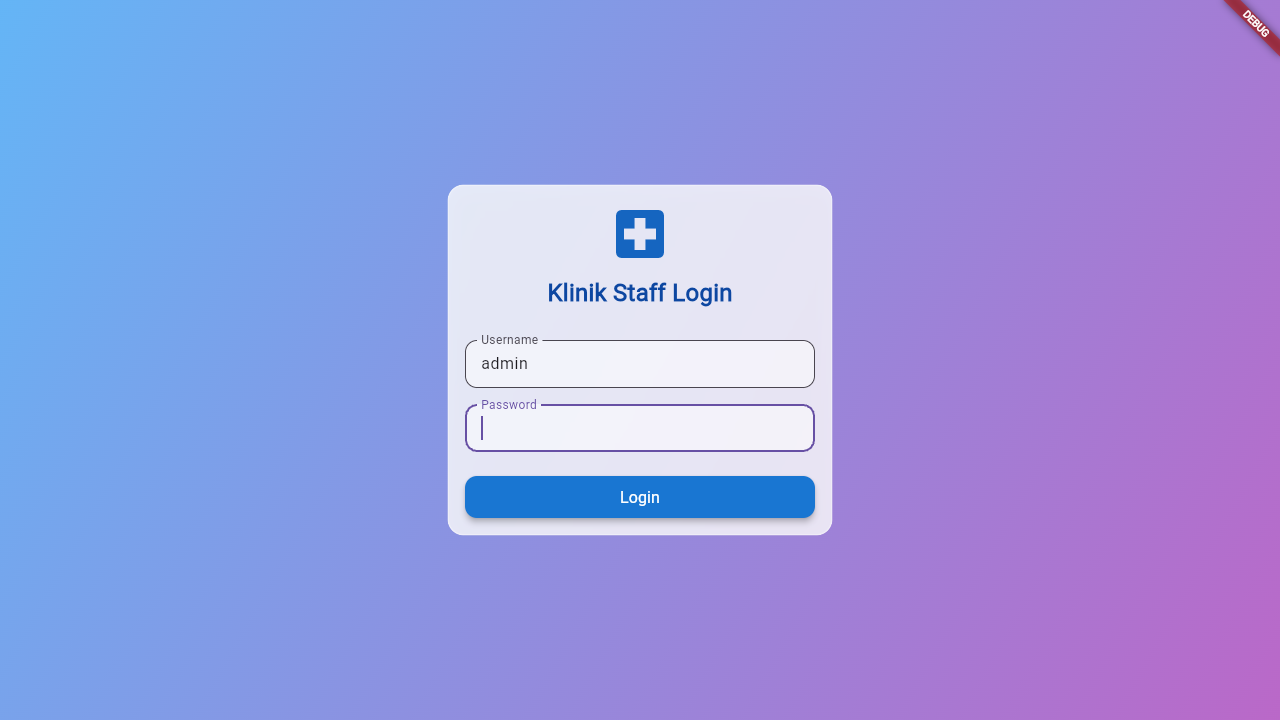 DEBUG
Klinik Staff Login
Username
admin
Password
Login